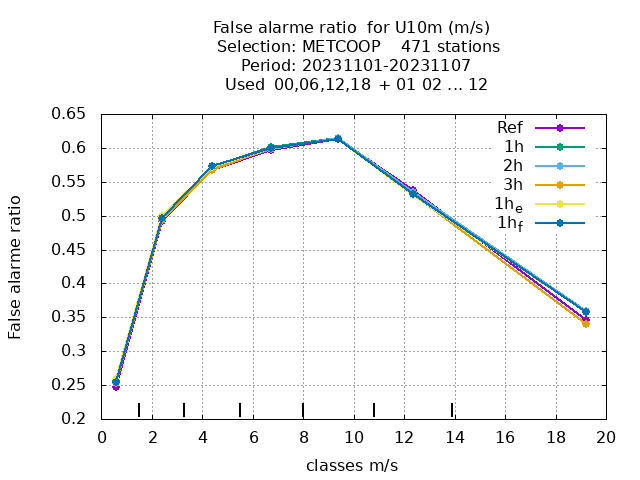 False alarme ratio for U10m (m/s)
Selection: METCOOP 471 stations
Period: 20231101-20231107
Used 00,06,12,18 + 01 02 ... 12
0.65
0.6
0.55
0.5
0.45
0.4
0.35
0.3
0.25
0.2
False alarme ratio
Ref
1h
2h
3h
1h_e
1h_f
0 2 4 6 8 10 12 14 16 18 20
classes m/s